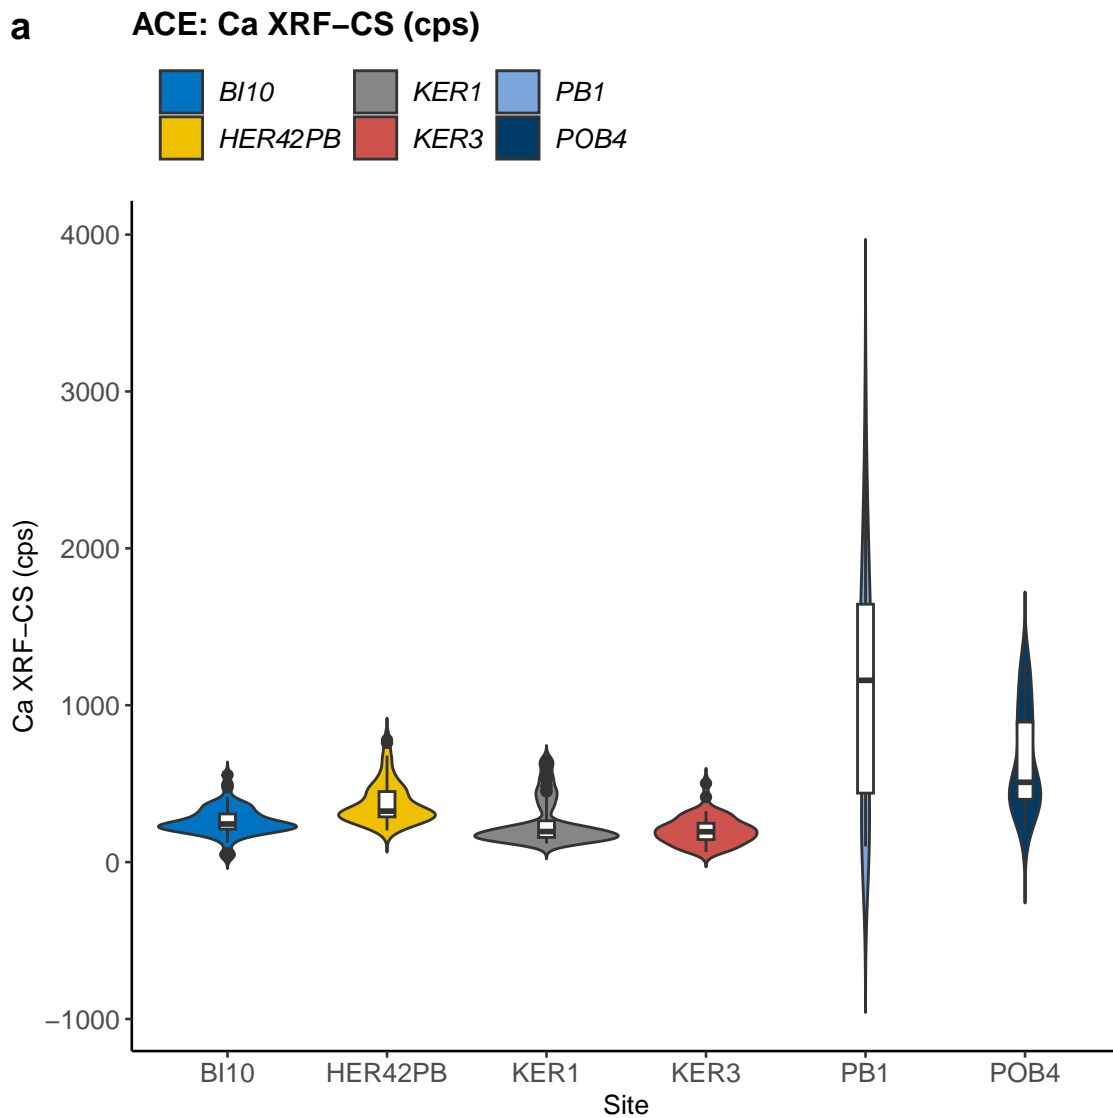 a
ACE: Ca XRF−CS (cps)
BI10
KER1
PB1
HER42PB
KER3
POB4
4000
3000
2000
1000
0
−1000
Ca XRF−CS (cps)
BI10
HER42PB
KER1
KER3
PB1
POB4
Site